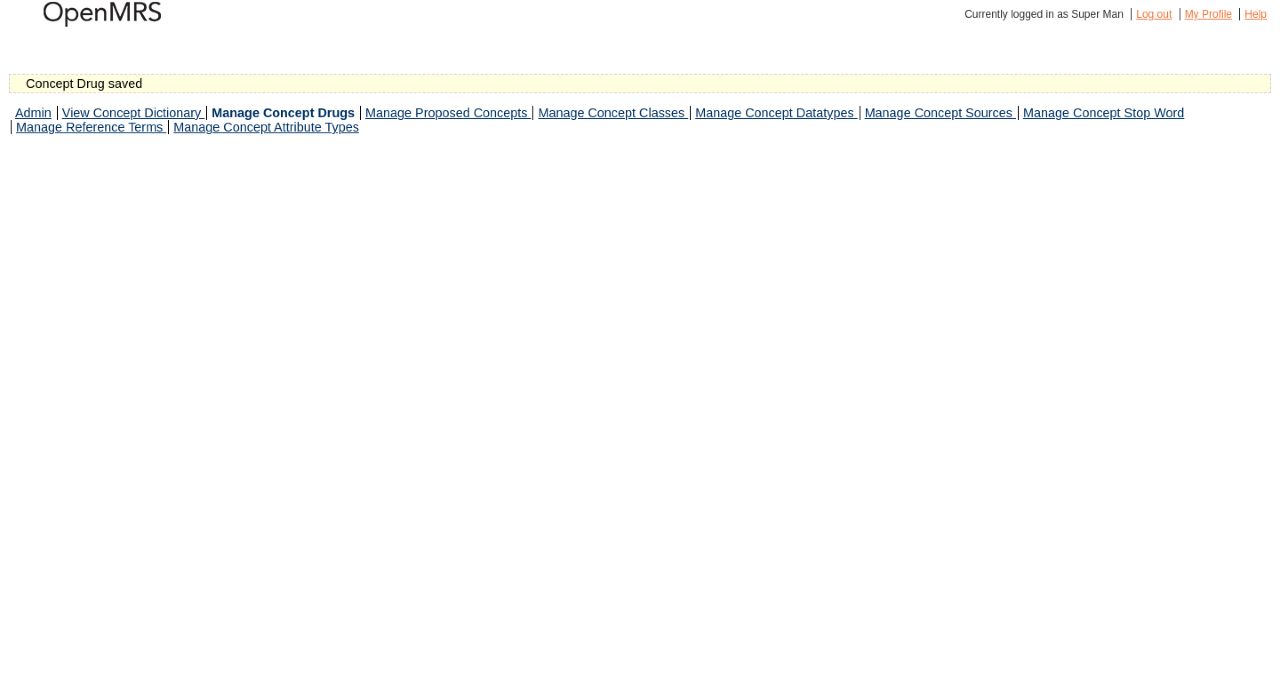 OpenMRS
Currently logged in as Super Man | Log out | My Profile | Help
Concept Drug saved
Admin | View Concept Dictionary | Manage Concept Drugs | Manage Proposed Concepts | Manage Concept Classes | Manage Concept Datatypes | Manage Concept Sources | Manage Concept Stop Word
| Manage Reference Terms | Manage Concept Attribute Types